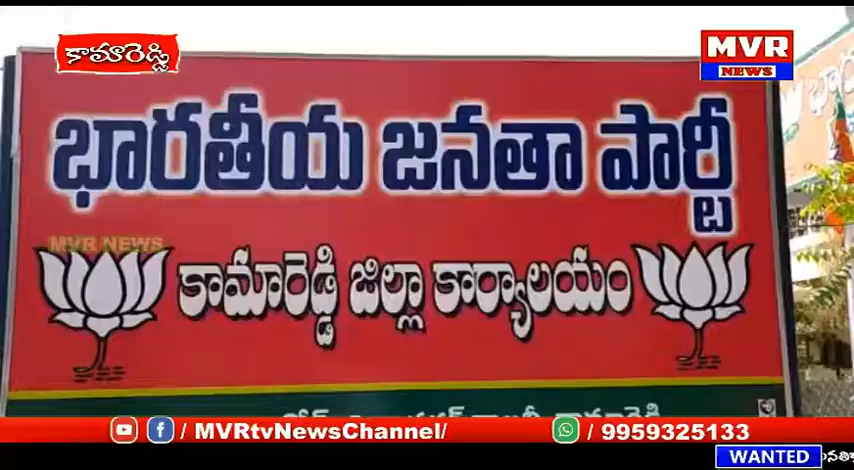 కామారెడ్డి
MVR
NEWS
భారతీయ జనతా పార్టీ
MVR NEWS
కామారెడ్డి జిల్లా కార్యాలయం
/ MVRtvNewsChannel/
/ 9959325133
WANTED